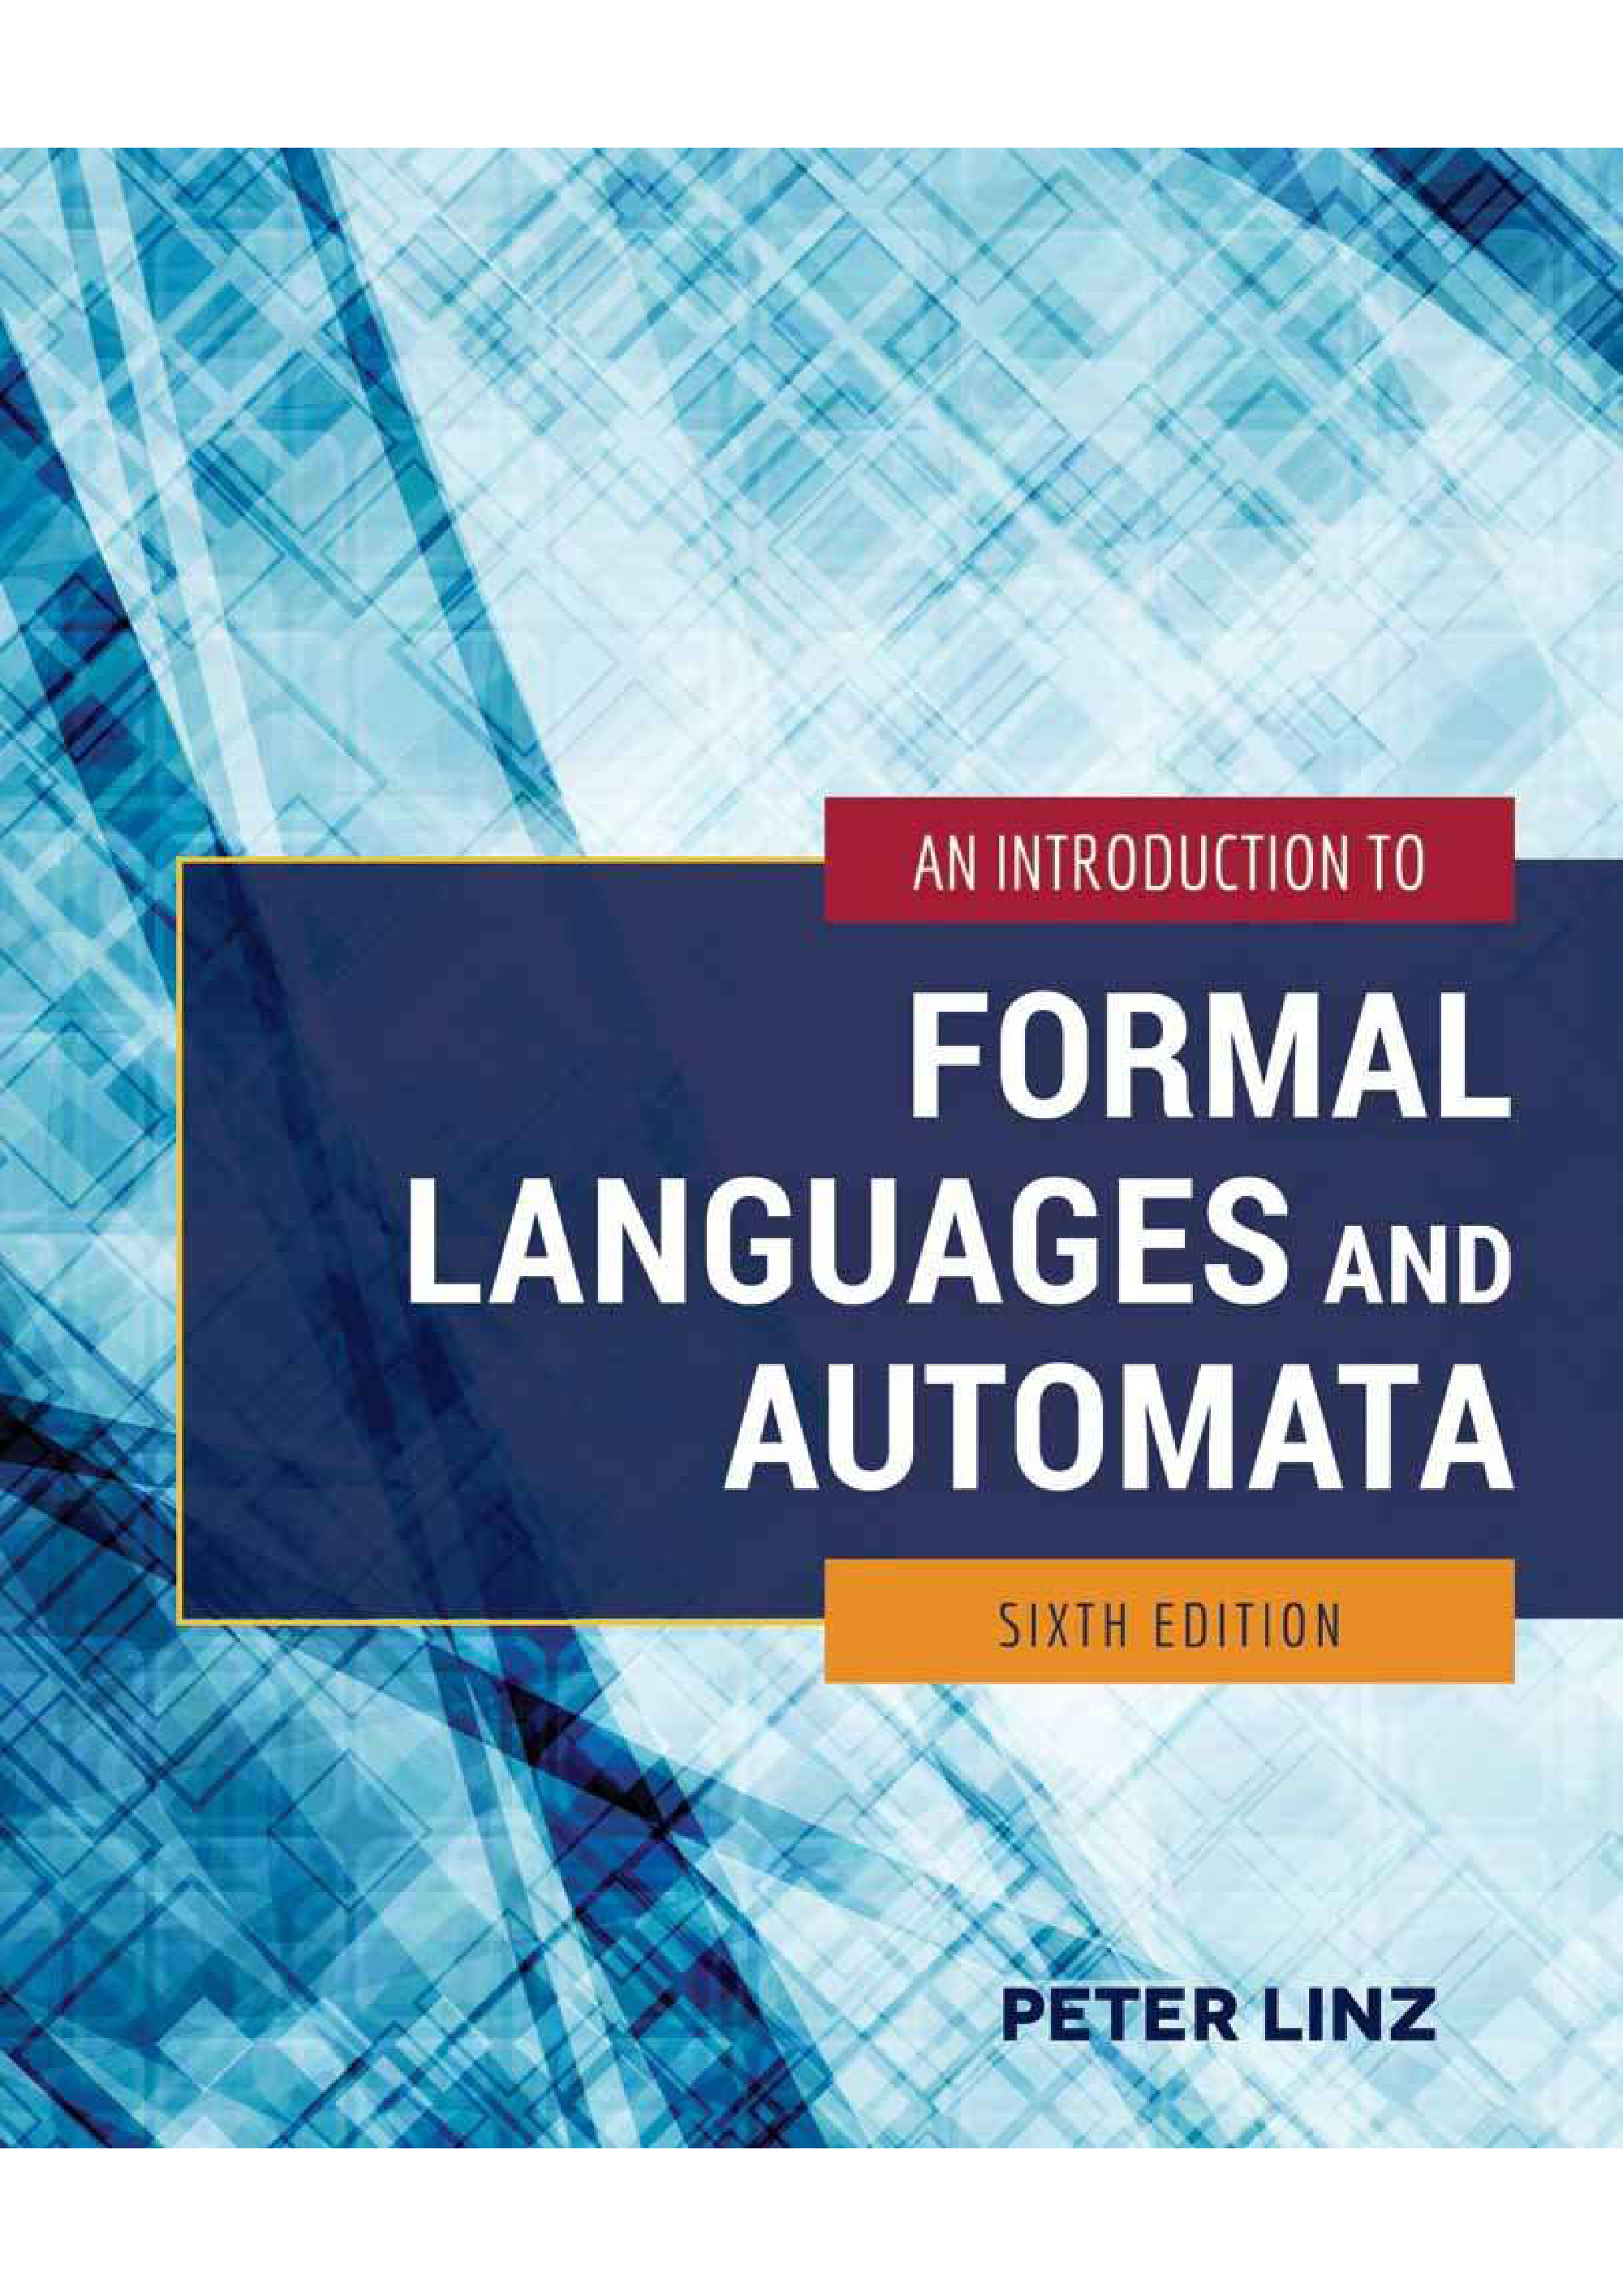 AN INTRODUCTION TO
FORMAL
LANGUAGES AND
AUTOMATA
SIXTH EDITION
PETER LINZ